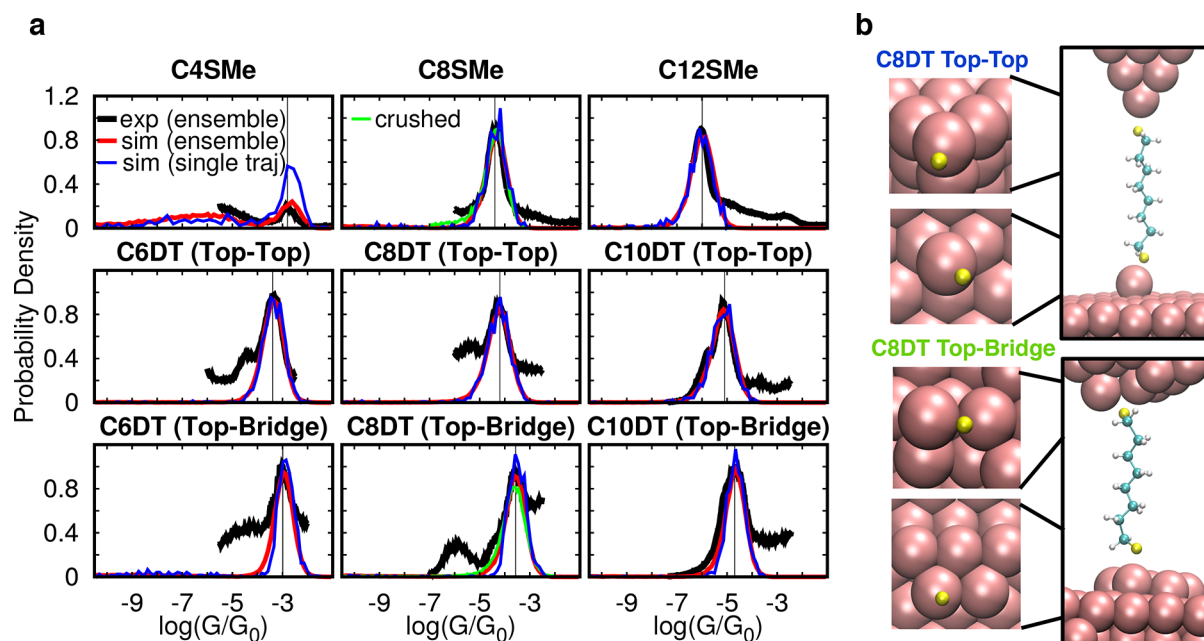 a
b
C4SMe
C8SMe
C12SMe
1.2
0.8
0.4
0
exp (ensemble)
sim (ensemble)
sim (single traj)
crushed
C6DT (Top-Top)
C8DT (Top-Top)
C10DT (Top-Top)
0.8
0.4
0
C6DT (Top-Bridge)
C8DT (Top-Bridge)
C10DT (Top-Bridge)
0.8
0.4
0
Probability Density
-9 -7 -5 -3
-9 -7 -5 -3
-9 -7 -5 -3
log(G/G0)
log(G/G0)
log(G/G0)
C8DT Top-Top
C8DT Top-Bridge